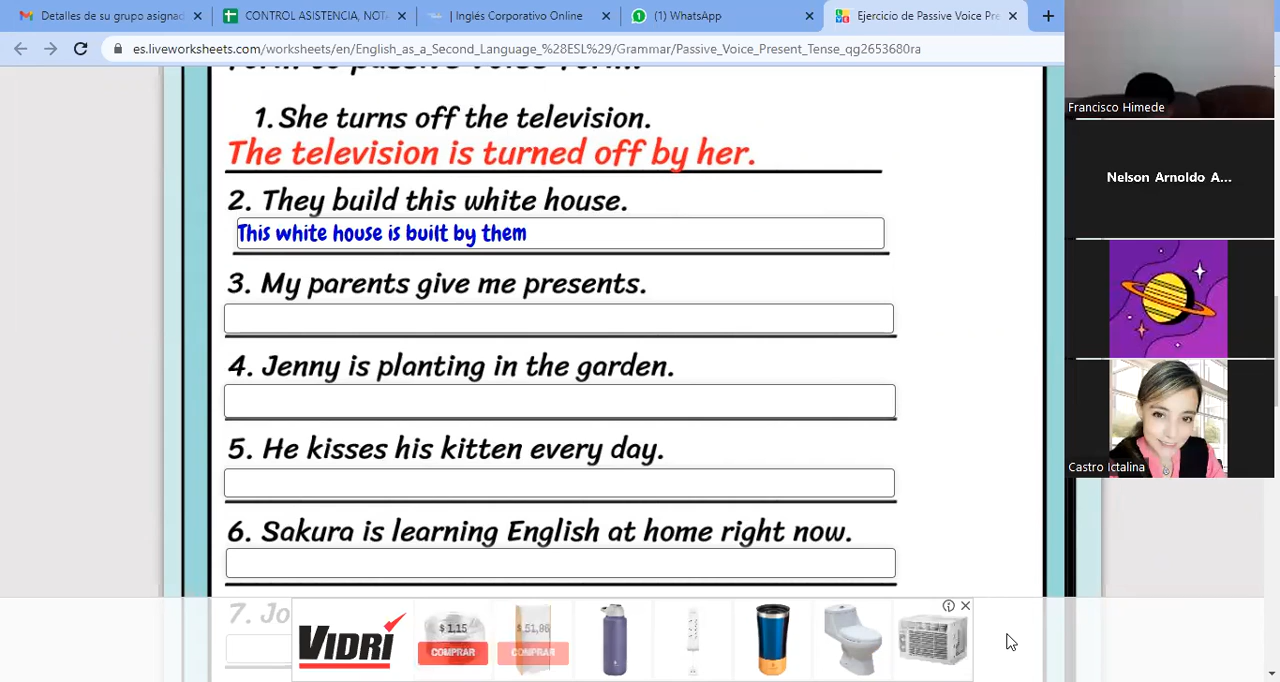 Detalles de su grupo asignad
CONTROL ASISTENCIA, NOT
| Inglés Corporativo Online
(1) WhatsApp
Ejercicio de Passive Voice Pre
es.liveworksheets.com/worksheets/en/English_as_a_Second_Language_%28ESL%29/Grammar/Passive_Voice_Present_Tense_qg2653680ra
1. She turns off the television.
The television is turned off by her.
2. They build this white house.
This white house is built by them
3. My parents give me presents.
4. Jenny is planting in the garden.
5. He kisses his kitten every day.
6. Sakura is learning English at home right now.
7. Jo
VIDRÍ
$ 1.15
COMPRAR
COMPRAR
Francisco Himede
Nelson Arnoldo A...
Castro Ictalina